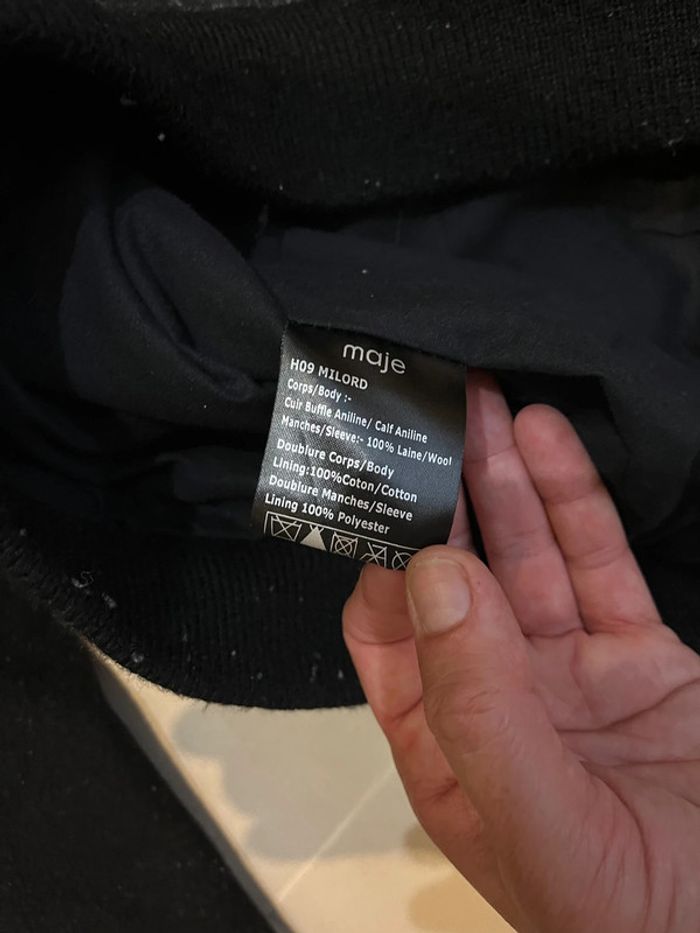 maje
H09 MILORD
Corps/Body :-
Cuir Buffle Aniline/ Calf Aniline
Manches/Sleeve:- 100% Laine/Wool
Doublure Corps/Body
Lining:100%Coton/Cotton
Doublure Manches/Sleeve
Lining 100% Polyester